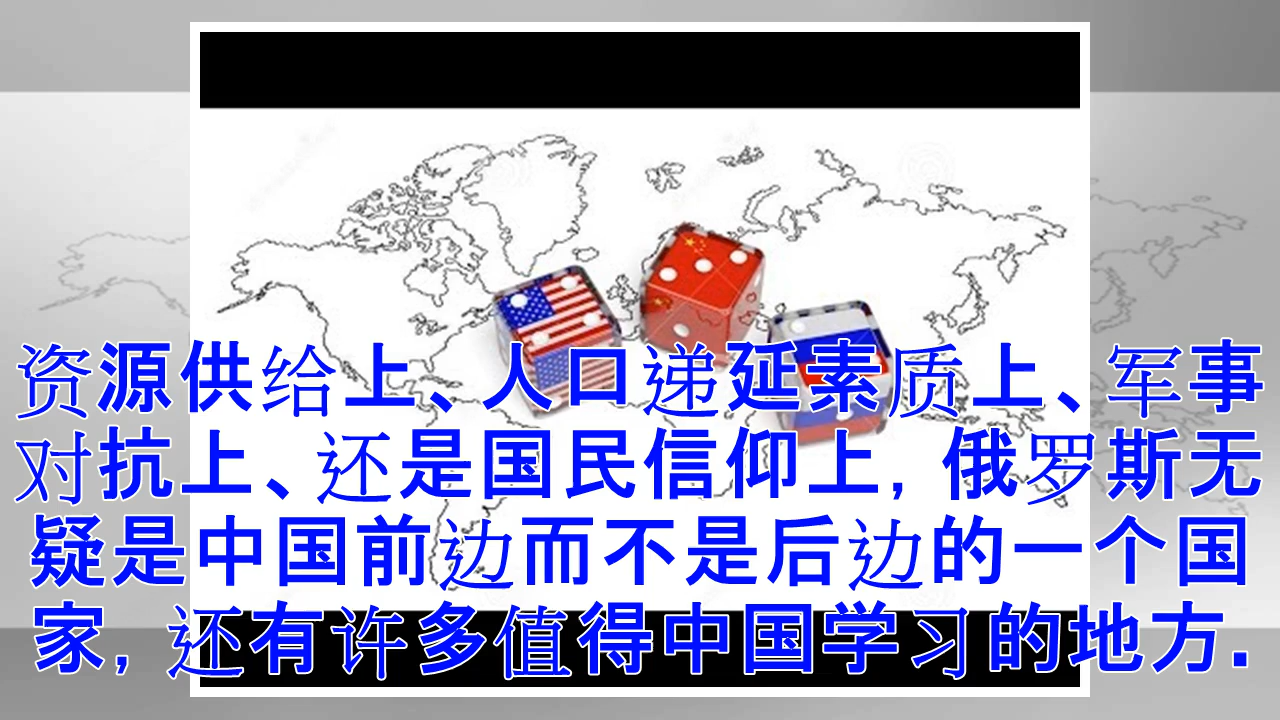 资源供给上、人口递延素质上、军事
对抗上、还是国民信仰上, 俄罗斯无
疑是中国前边而不是后边的一个国
家, 还有许多值得中国学习的地方.